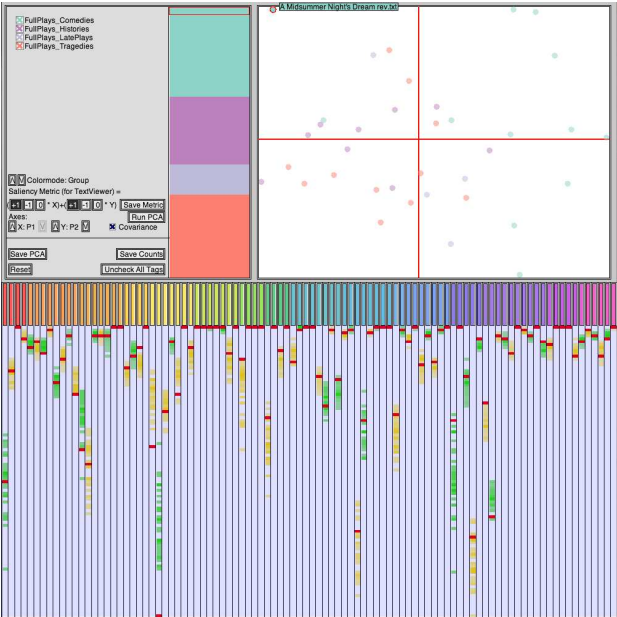 A Midsummer Night's Dream rev.txt
FullPlays_Comedies
FullPlays_Histories
FullPlays_LatePlays
FullPlays_Tragedies
Colormode: Group
Saliency Metric (for TextViewer) =
(+1 -1 0 * X)+(+1 -1 0 * Y) Save Metric
Axes: Run PCA
X: P1 Y: P2 Covariance
Save PCA Save Counts
Reset Uncheck All Tags